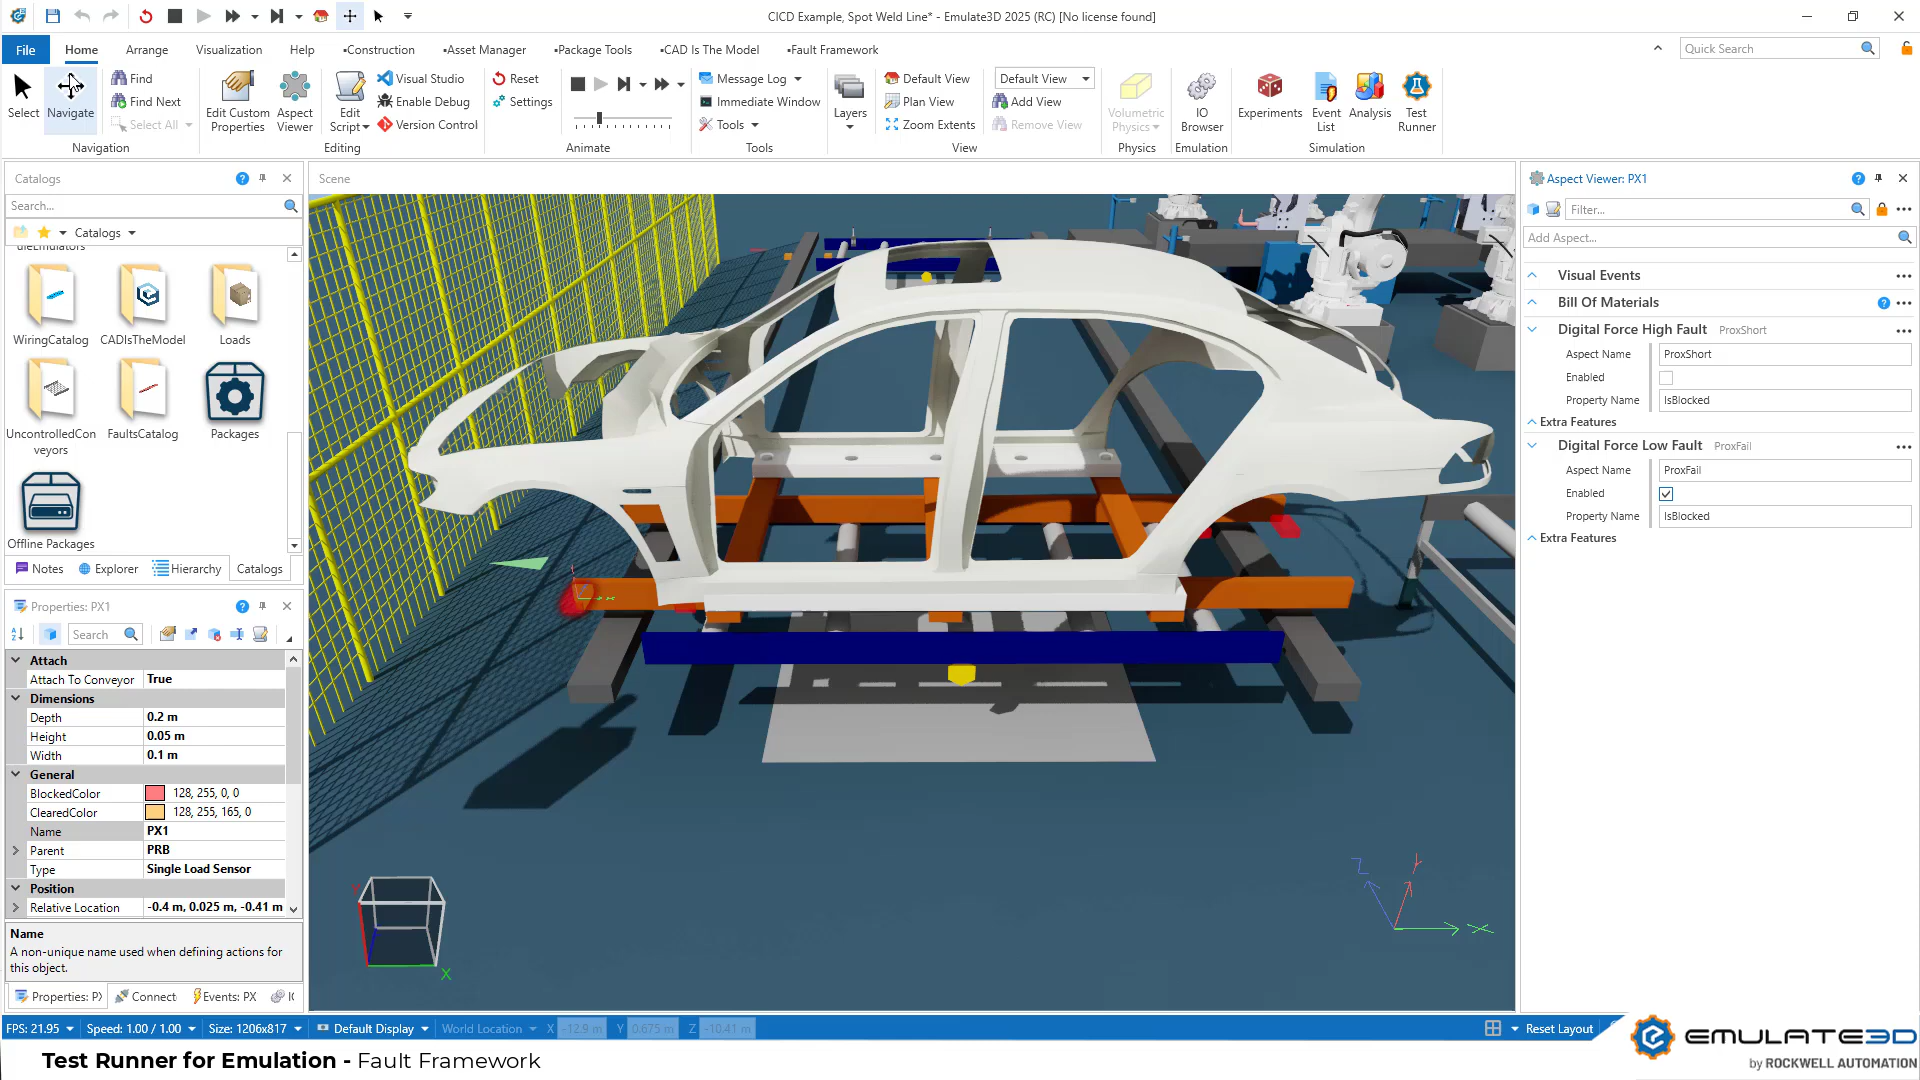 CICD Example, Spot Weld Line* - Emulate3D 2025 (RC) [No license found]
File
Home
Arrange
Visualization
Help
•Construction
•Asset Manager
•Package Tools
•CAD Is The Model
•Fault Framework
Quick Search
Select
Navigate
Find
Find Next
Select All
Navigation
Edit Custom
Properties
Aspect
Viewer
Edit
Script
Visual Studio
Enable Debug
Version Control
Editing
Reset
Settings
Animate
Message Log
Immediate Window
Tools
Tools
Layers
Default View
Plan View
Zoom Extents
Default View
Add View
Remove View
View
Volumetric
Physics
Physics
IO
Browser
Emulation
Experiments
Event
List
Analysis
Test
Runner
Simulation
Catalogs
Search...
Catalogs
uleEmulators
WiringCatalog
CADIsTheModel
Loads
UncontrolledCon
veyors
FaultsCatalog
Packages
Offline Packages
Notes
Explorer
Hierarchy
Catalogs
Properties: PX1
Search
Attach
Attach To Conveyor True
Dimensions
Depth 0.2 m
Height 0.05 m
Width 0.1 m
General
BlockedColor 128, 255, 0, 0
ClearedColor 128, 255, 165, 0
Name PX1
Parent PRB
Type Single Load Sensor
Position
Relative Location -0.4 m, 0.025 m, -0.41 m
Name
A non-unique name used when defining actions for
this object.
Properties: P
Connect
Events: PX
Scene
Y
X
Z
Y
X
Aspect Viewer: PX1
Filter...
Add Aspect...
Visual Events
Bill Of Materials
Digital Force High Fault ProxShort
Aspect Name ProxShort
Enabled
Property Name IsBlocked
Extra Features
Digital Force Low Fault ProxFail
Aspect Name ProxFail
Enabled
Property Name IsBlocked
Extra Features
FPS: 21.95
Speed: 1.00 / 1.00
Size: 1206x817
Default Display
World Location
X -12.9 m
Y 0.675 m
Z -10.41 m
Reset Layout
Test Runner for Emulation - Fault Framework
EMULATE3D
by ROCKWELL AUTOMATION